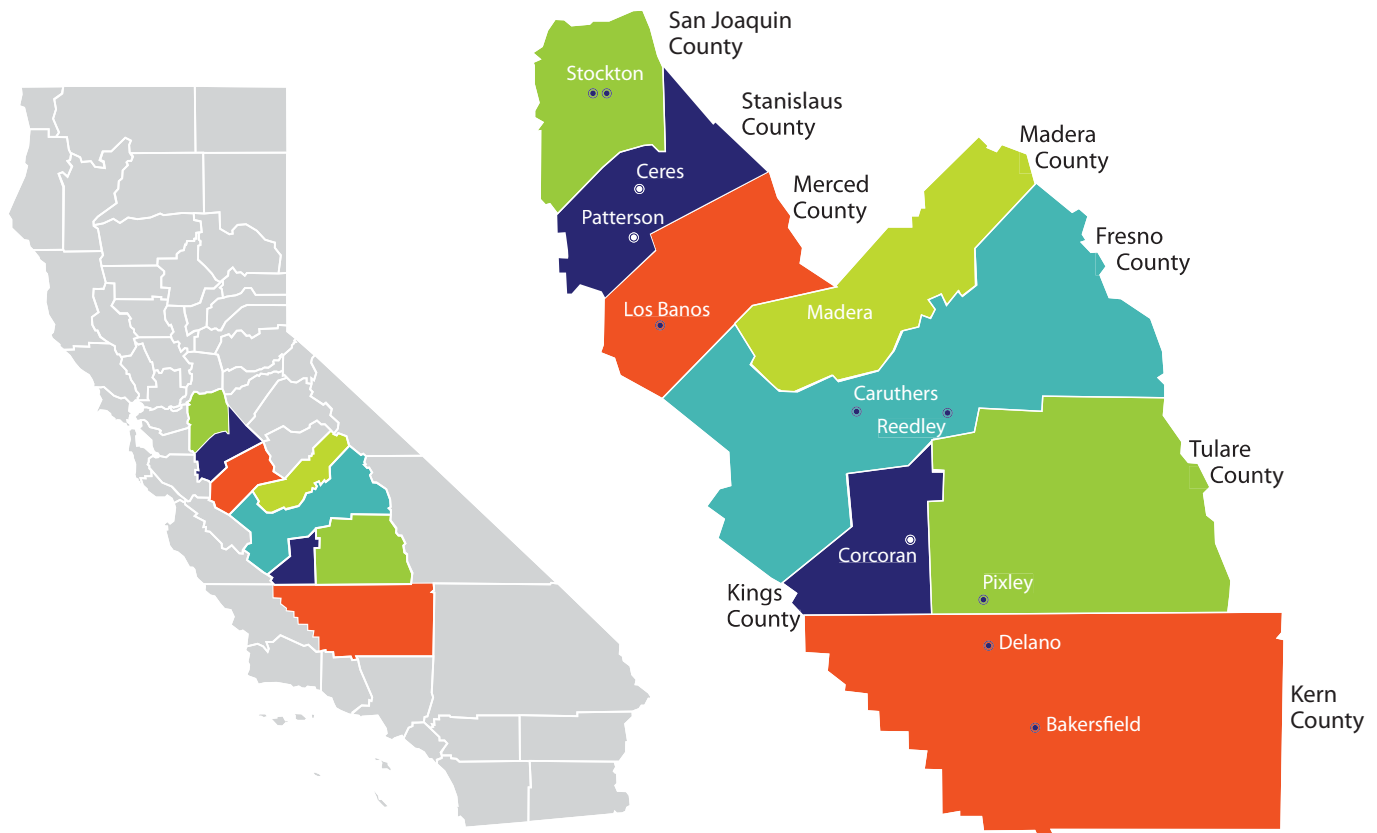 San Joaquin
County
Stockton
Stanislaus
County
Madera
County
Ceres
Merced
County
Patterson
Fresno
County
Los Banos
Madera
Caruthers
Reedley
Tulare
County
Corcoran
Pixley
Kings
County
Delano
Kern
County
Bakersfield